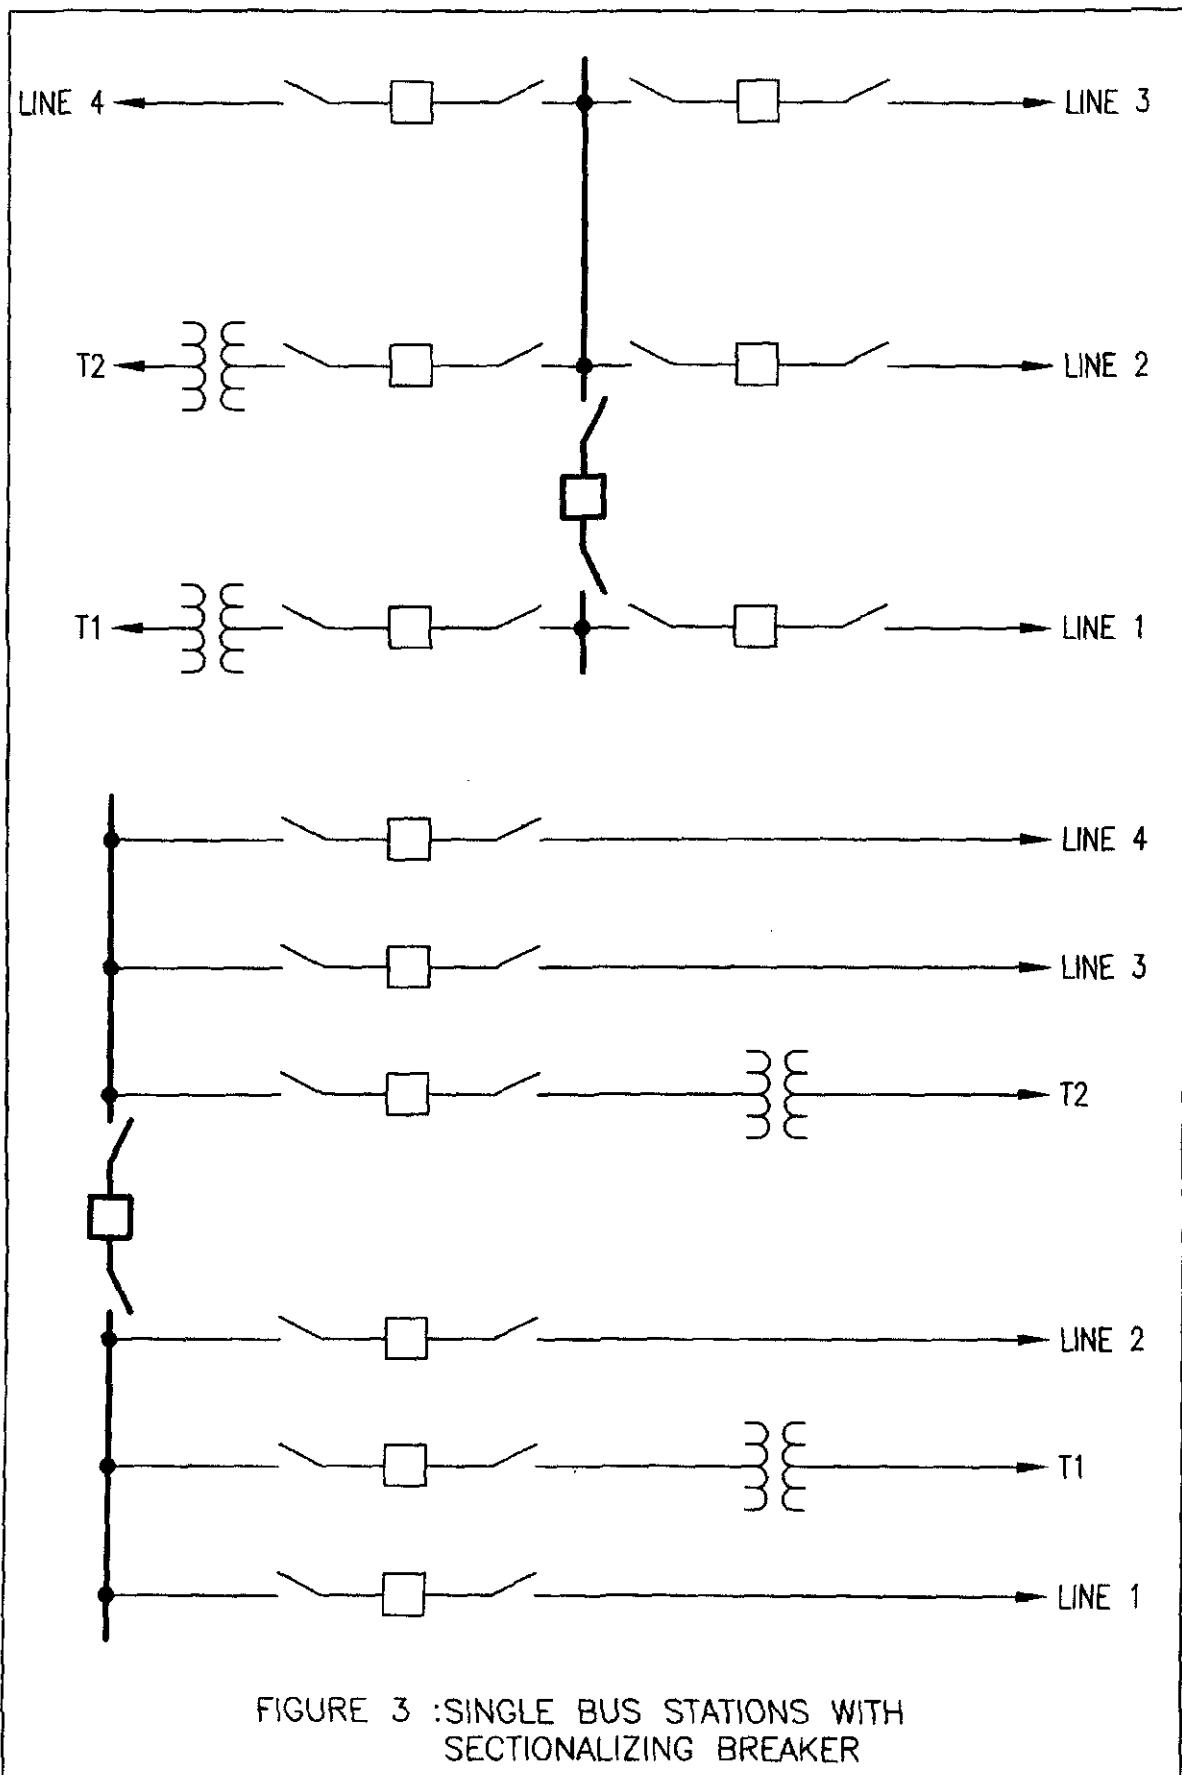 LINE 4
LINE 3
T2
LINE 2
T1
LINE 1
LINE 4
LINE 3
T2
LINE 2
T1
LINE 1
FIGURE 3 :SINGLE BUS STATIONS WITH
SECTIONALIZING BREAKER